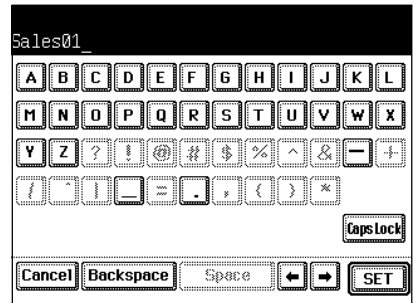 Sales01_
A B C D E F G H I J K L
M N O P Q R S T U V W X
Y Z ? ! @ # $ % ^ & - +
/ ` | _ = . , ( ) *
Caps Lock
Cancel Backspace Space ← → SET